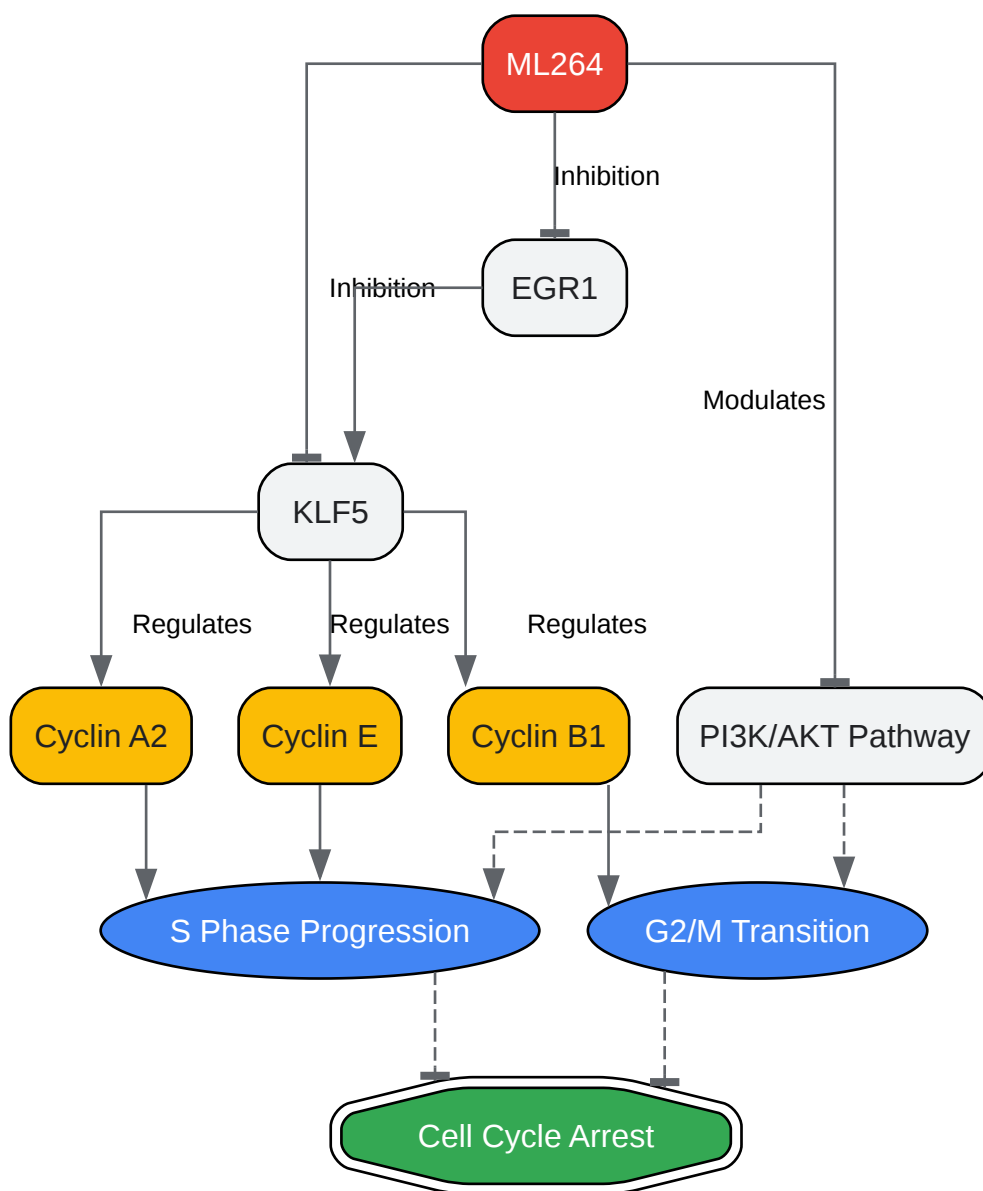 ML264
Inhibition
EGR1
Inhibition
Modulates
KLF5
Regulates
Regulates
Regulates
Cyclin A2
Cyclin E
Cyclin B1
PI3K/AKT Pathway
S Phase Progression
G2/M Transition
Cell Cycle Arrest